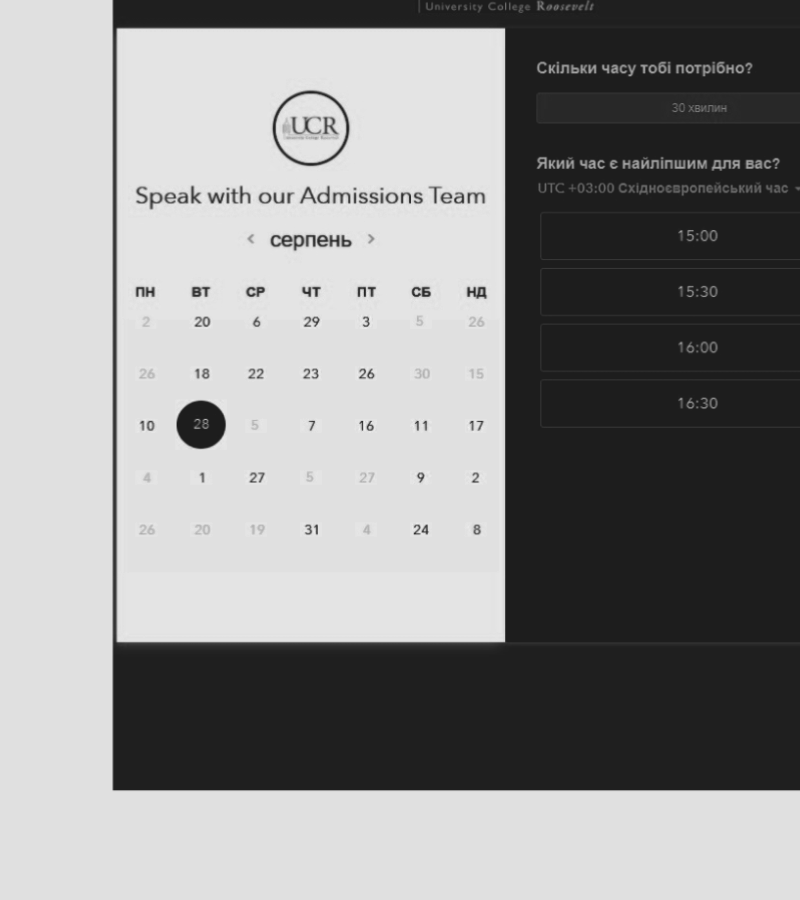 University College Roosevelt
UCR
Speak with our Admissions Team
< серпень >
ПН ВТ СР ЧТ ПТ СБ НД
2 20 6 29 3 5 26
26 18 22 23 26 30 15
10 28 5 7 16 11 17
4 1 27 5 27 9 2
26 20 19 31 4 24 8
Скільки часу тобі потрібно?
30 хвилин
Який час є найліпшим для вас?
UTC +03:00 Східноєвропейський час
15:00
15:30
16:00
16:30